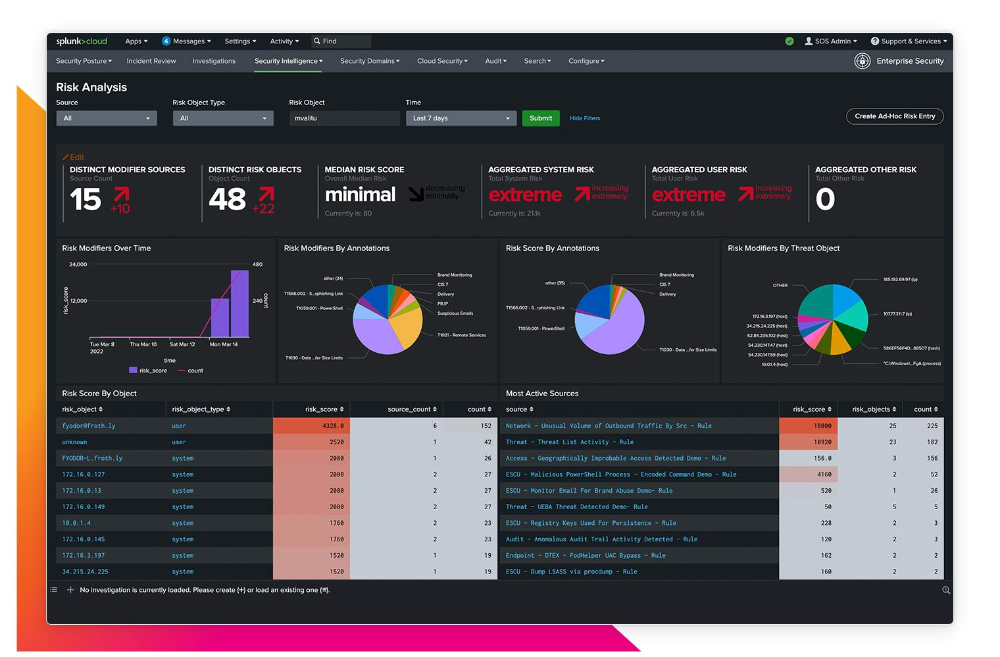 splunk>cloud Apps 4 Messages Settings Activity Find SOS Admin ? Support & Services
Security Posture Incident Review Investigations Security Intelligence Security Domains Cloud Security Audit Search Configure Enterprise Security
Risk Analysis
Source Risk Object Type Risk Object Time
All All mvalitu Last 7 days Submit Hide Filters Create Ad-Hoc Risk Entry
Edit
DISTINCT MODIFIER SOURCES
Source Count
15 +10
DISTINCT RISK OBJECTS
Object Count
48 +22
MEDIAN RISK SCORE
Overall Median Risk
minimal decreasing minimally
Currently is: 80
AGGREGATED SYSTEM RISK
Total System Risk
extreme increasing extremely
Currently is: 21.1k
AGGREGATED USER RISK
Total User Risk
extreme increasing extremely
Currently is: 6.5k
AGGREGATED OTHER RISK
Total Other Risk
0
Risk Modifiers Over Time
24,000 480
12,000 240
risk_score
count
Tue Mar 8 Thu Mar 10 Sat Mar 12 Mon Mar 14
2022
time
risk_score count
Risk Modifiers By Annotations
other (34)
T1566.002 - S...rphishing Link
T1059.001 - PowerShell
T1030 - Data ...fer Size Limits
Brand Monitoring
CIS 7
Delivery
PR.IP
Suspicious Emails
T1021 - Remote Services
Risk Score By Annotations
other (35)
T1566.002 - S...rphishing Link
T1059.001 - PowerShell
Brand Monitoring
CIS 7
Delivery
T1030 - Data ...fer Size Limits
Risk Modifiers By Threat Object
OTHER
172.16.3.197 (host)
34.215.24.225 (host)
52.84.235.102 (host)
54.230.147.47 (host)
54.230.147.59 (host)
10.0.1.4 (host)
185.192.69.97 (ip)
107.77.211.7 (ip)
586EF56F4D...865D7 (hash)
"C:\Windows\...FgA (process)
Risk Score By Object
risk_object risk_object_type risk_score source_count count
fyodor@froth.ly user 4328.0 6 152
unknown user 2520 1 42
FYODOR-L.froth.ly system 2080 1 26
172.16.0.127 system 2000 2 27
172.16.0.13 system 2000 2 27
172.16.0.149 system 2000 2 27
10.0.1.4 system 1760 2 23
172.16.0.145 system 1760 2 23
172.16.3.197 system 1520 1 19
34.215.24.225 system 1520 1 19
Most Active Sources
source risk_score risk_objects count
Network - Unusual Volume of Outbound Traffic By Src - Rule 18000 25 225
Threat - Threat List Activity - Rule 10920 23 182
Access - Geographically Improbable Access Detected Demo - Rule 156.0 3 156
ESCU - Malicious PowerShell Process - Encoded Command Demo - Rule 4160 2 52
ESCU - Monitor Email For Brand Abuse Demo- Rule 520 1 26
Threat - UEBA Threat Detected Demo- Rule 50 5 5
ESCU - Registry Keys Used For Persistence - Rule 228 2 3
Audit - Anomalous Audit Trail Activity Detected - Rule 120 2 3
Endpoint - DTEX - FodHelper UAC Bypass - Rule 162 2 2
ESCU - Dump LSASS via procdump - Rule 160 2 2
No investigation is currently loaded. Please create (+) or load an existing one (≡).